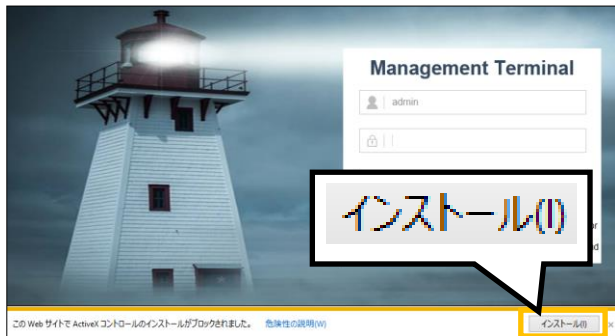 Management Terminal
admin
インストール(I)
or
nd
この Web サイトで ActiveX コントロールのインストールがブロックされました。
危険性の説明(W)
インストール(I)
×